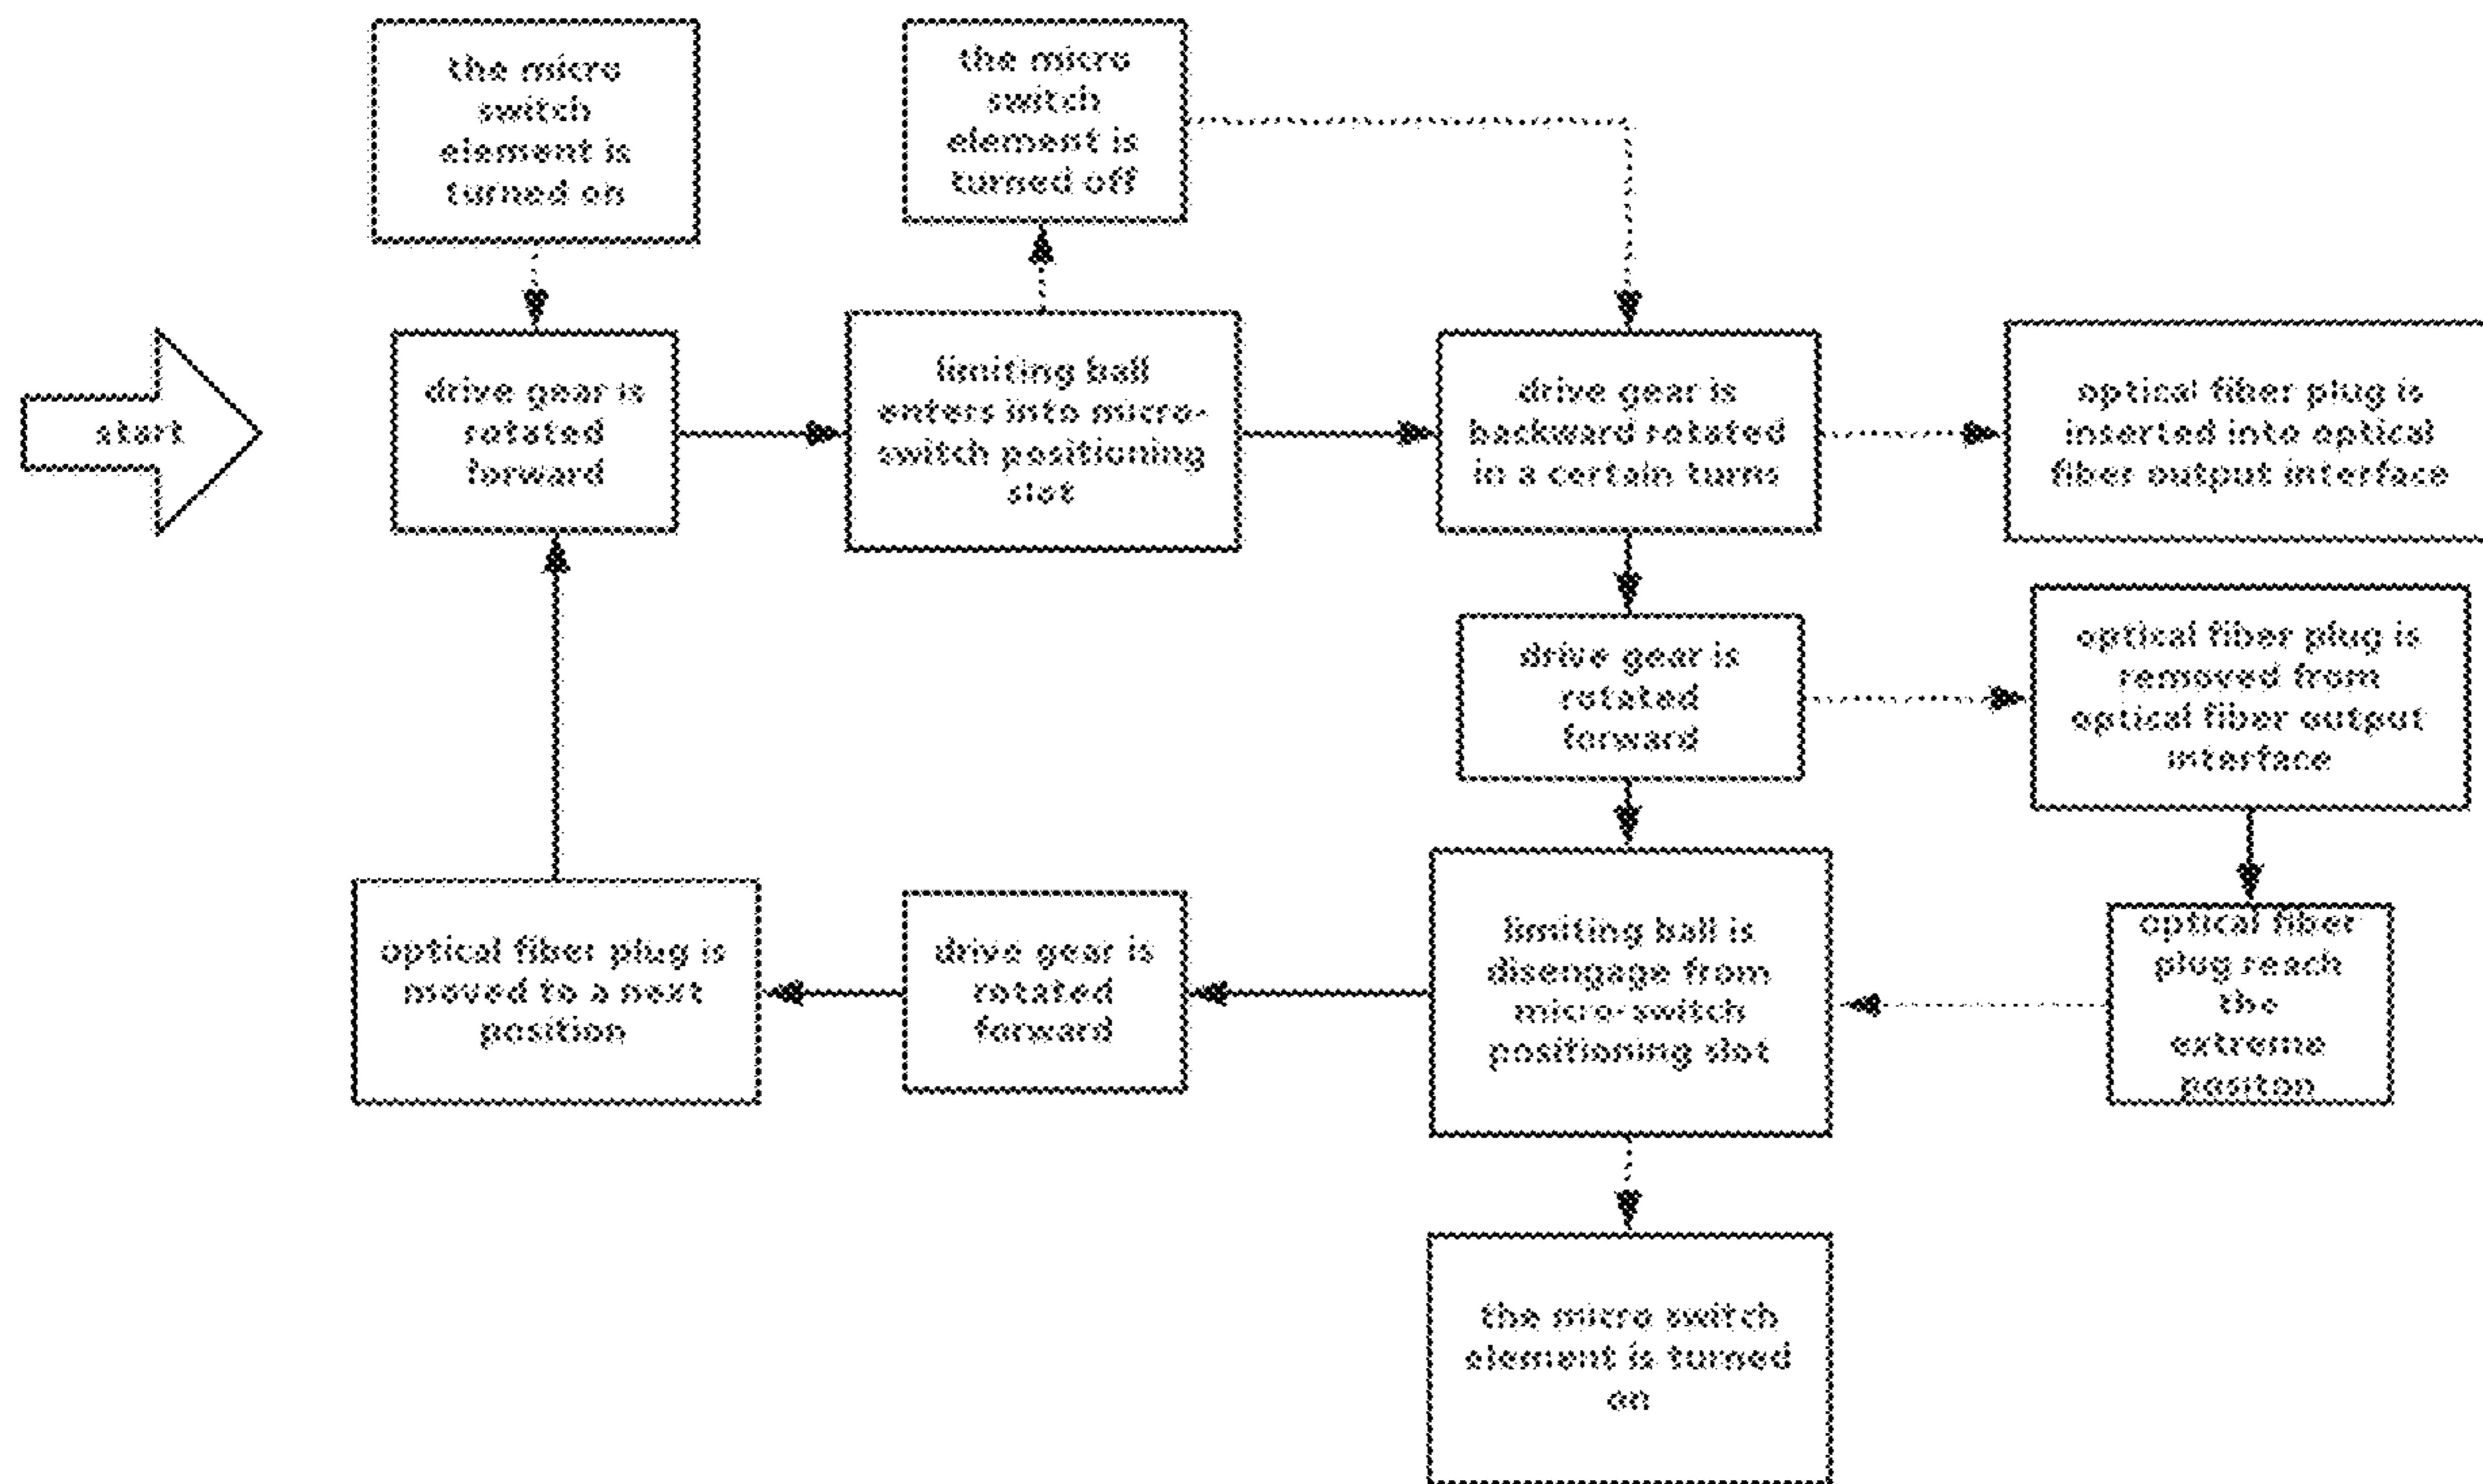 the micro
switch
element is
turned on
the micro
switch
element is
turned off
start
drive gear is
rotated
forward
limiting ball
enters into micro-
switch positioning
slot
drive gear is
backward rotated
in a certain turns
optical fiber plug is
inserted into optical
fiber output interface
drive gear is
rotated
forward
optical fiber plug is
removed from
optical fiber output
interface
optical fiber plug is
moved to a next
position
drive gear is
rotated
forward
limiting ball is
disengage from
micro-switch
positioning slot
optical fiber
plug reach
the
extreme
positon
the micro switch
element is turned
on